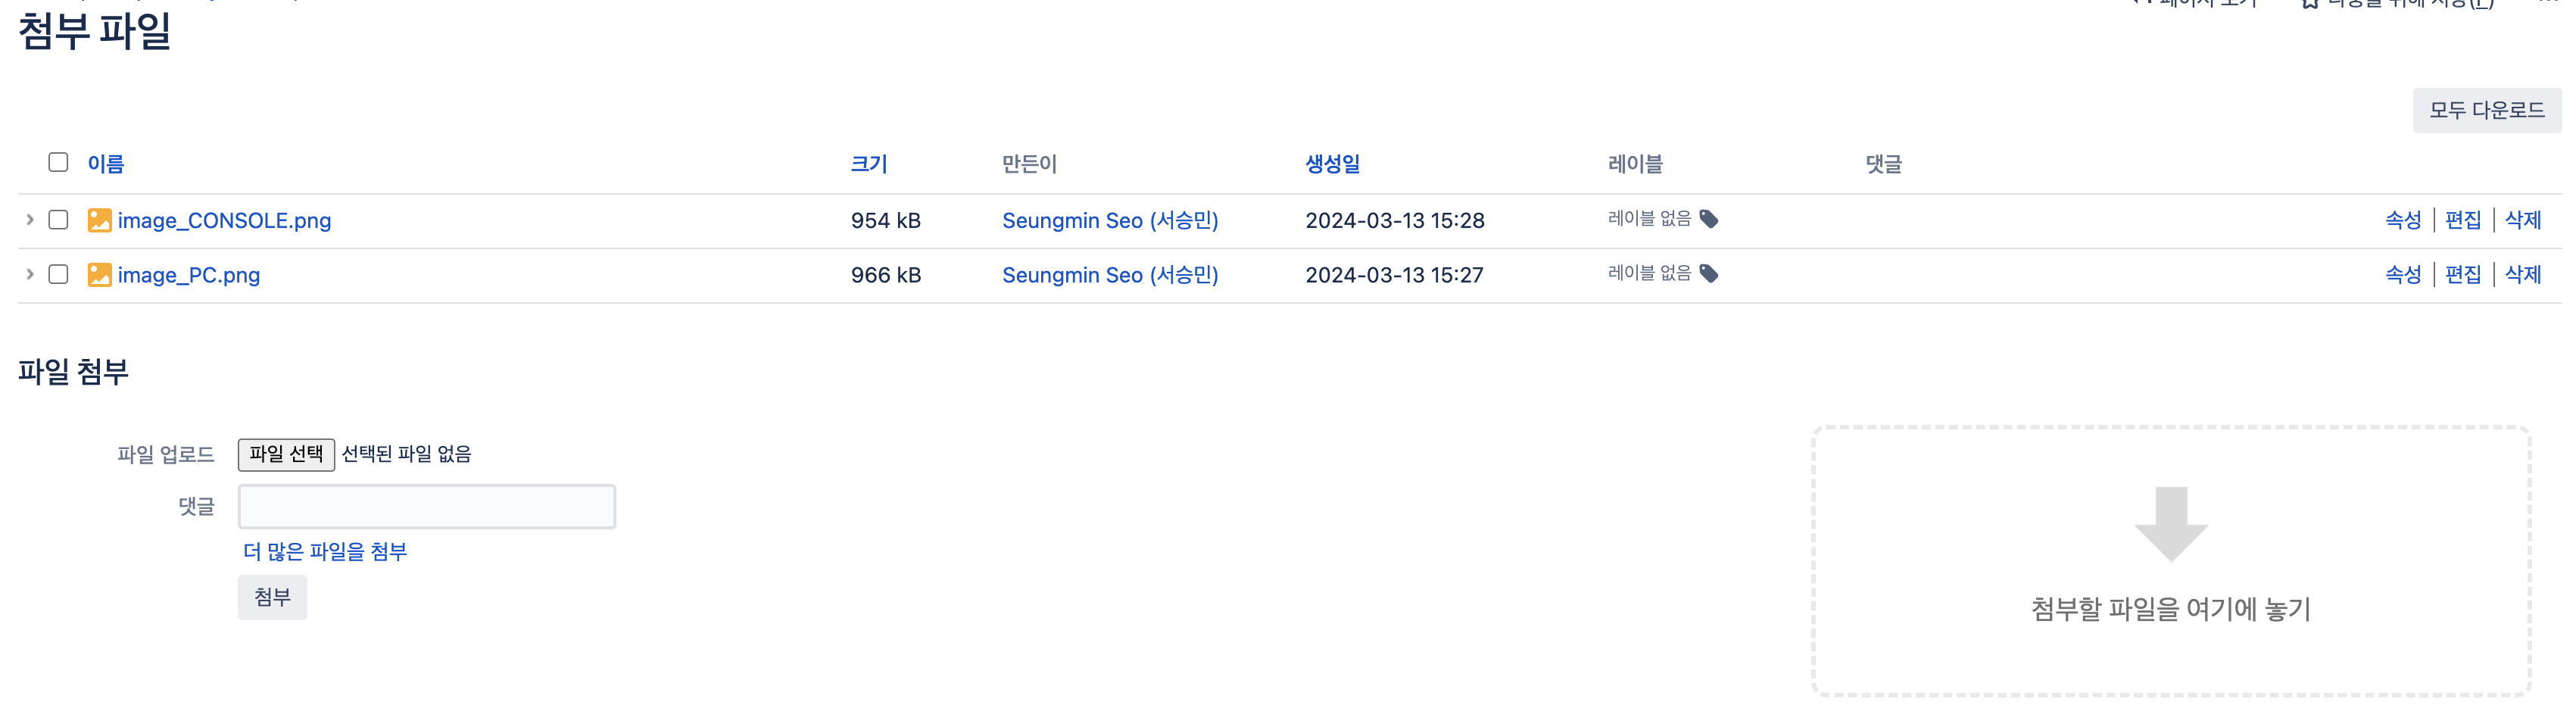 첨부 파일
모두 다운로드
이름 크기 만든이 생성일 레이블 댓글
image_CONSOLE.png 954 kB Seungmin Seo (서승민) 2024-03-13 15:28 레이블 없음 속성 편집 삭제
image_PC.png 966 kB Seungmin Seo (서승민) 2024-03-13 15:27 레이블 없음 속성 편집 삭제
파일 첨부
파일 업로드 파일 선택 선택된 파일 없음
댓글
더 많은 파일을 첨부
첨부
첨부할 파일을 여기에 놓기